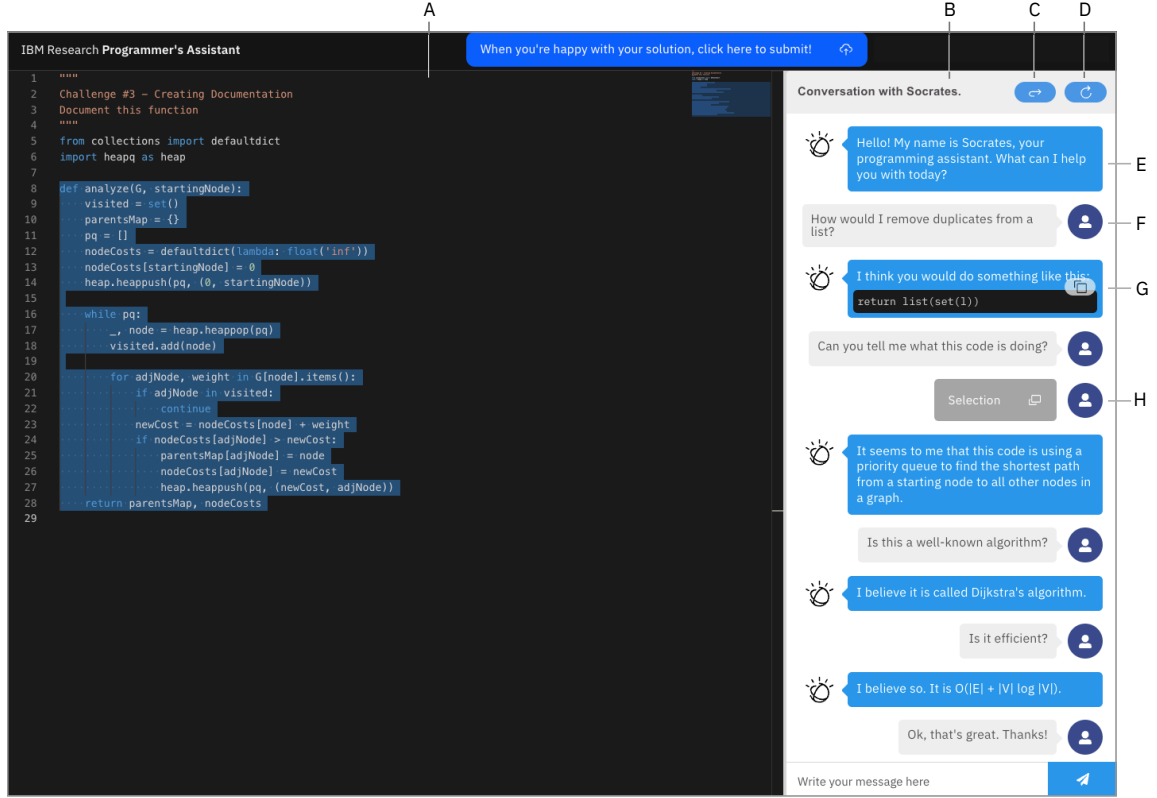 A B C D
IBM Research Programmer's Assistant
When you're happy with your solution, click here to submit!
1 """
2 Challenge #3 – Creating Documentation
3 Document this function
4 """
5 from collections import defaultdict
6 import heapq as heap
7
8 def analyze(G, startingNode):
9 visited = set()
10 parentsMap = {}
11 pq = []
12 nodeCosts = defaultdict(lambda: float('inf'))
13 nodeCosts[startingNode] = 0
14 heap.heappush(pq, (0, startingNode))
15
16 while pq:
17 _, node = heap.heappop(pq)
18 visited.add(node)
19
20 for adjNode, weight in G[node].items():
21 if adjNode in visited:
22 continue
23 newCost = nodeCosts[node] + weight
24 if nodeCosts[adjNode] > newCost:
25 parentsMap[adjNode] = node
26 nodeCosts[adjNode] = newCost
27 heap.heappush(pq, (newCost, adjNode))
28 return parentsMap, nodeCosts
29
Conversation with Socrates.
Hello! My name is Socrates, your
programming assistant. What can I help
you with today?
E
How would I remove duplicates from a
list?
F
I think you would do something like this:
return list(set(l))
G
Can you tell me what this code is doing?
Selection
H
It seems to me that this code is using a
priority queue to find the shortest path
from a starting node to all other nodes in
a graph.
Is this a well-known algorithm?
I believe it is called Dijkstra's algorithm.
Is it efficient?
I believe so. It is O(|E| + |V| log |V|).
Ok, that's great. Thanks!
Write your message here